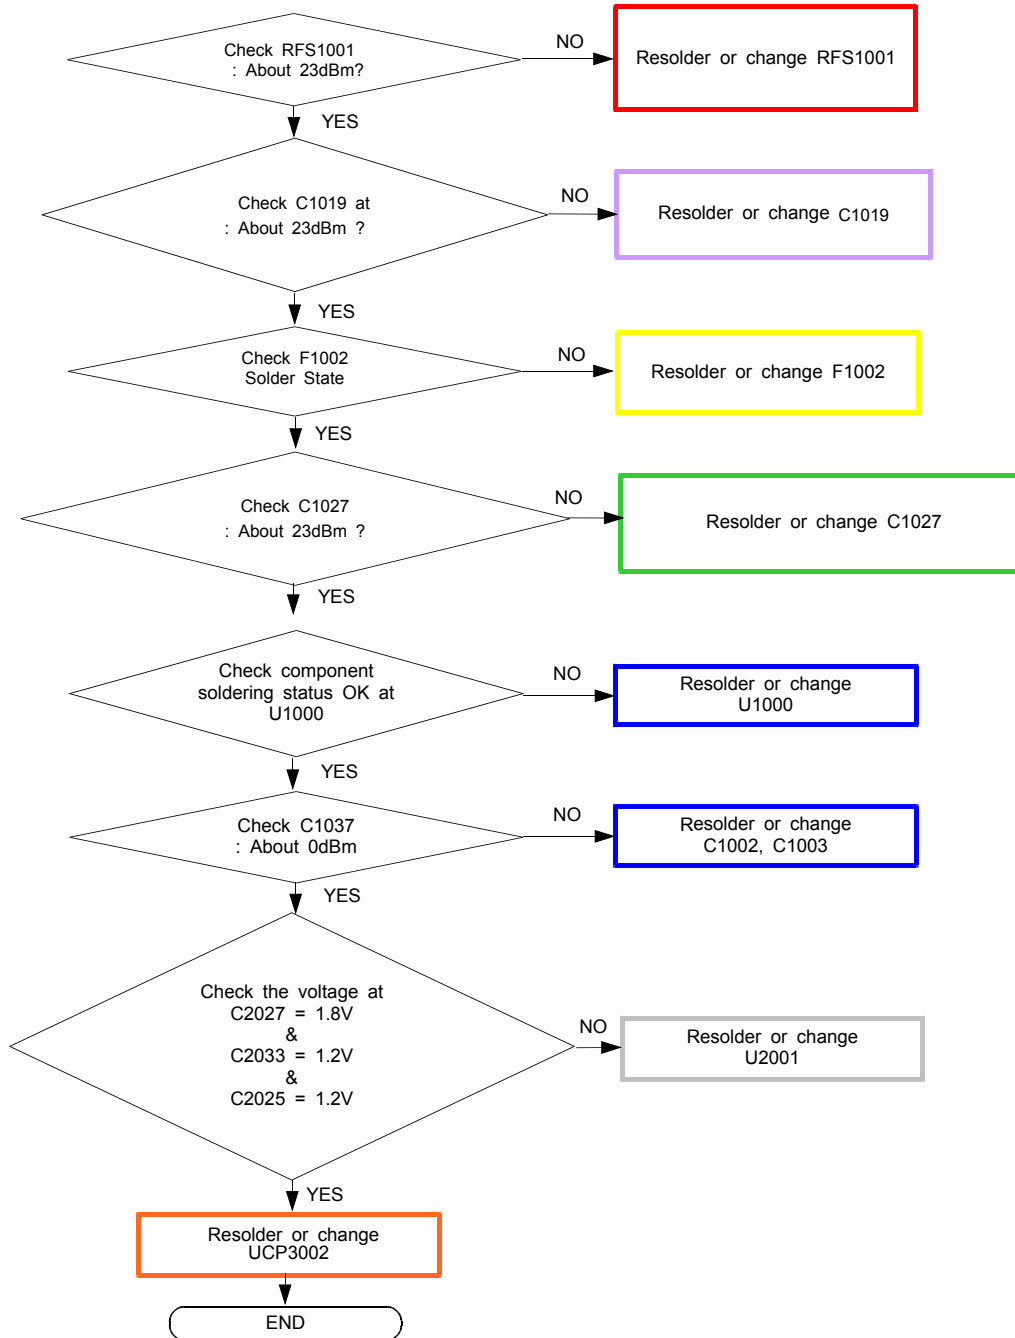 Check RFS1001
: About 23dBm?
NO
Resolder or change RFS1001
YES
Check C1019 at
: About 23dBm ?
NO
Resolder or change C1019
YES
Check F1002
Solder State
NO
Resolder or change F1002
YES
Check C1027
: About 23dBm ?
NO
Resolder or change C1027
YES
Check component
soldering status OK at
U1000
NO
Resolder or change
U1000
YES
Check C1037
: About 0dBm
NO
Resolder or change
C1002, C1003
YES
Check the voltage at
C2027 = 1.8V
&
C2033 = 1.2V
&
C2025 = 1.2V
NO
Resolder or change
U2001
YES
Resolder or change
UCP3002
END